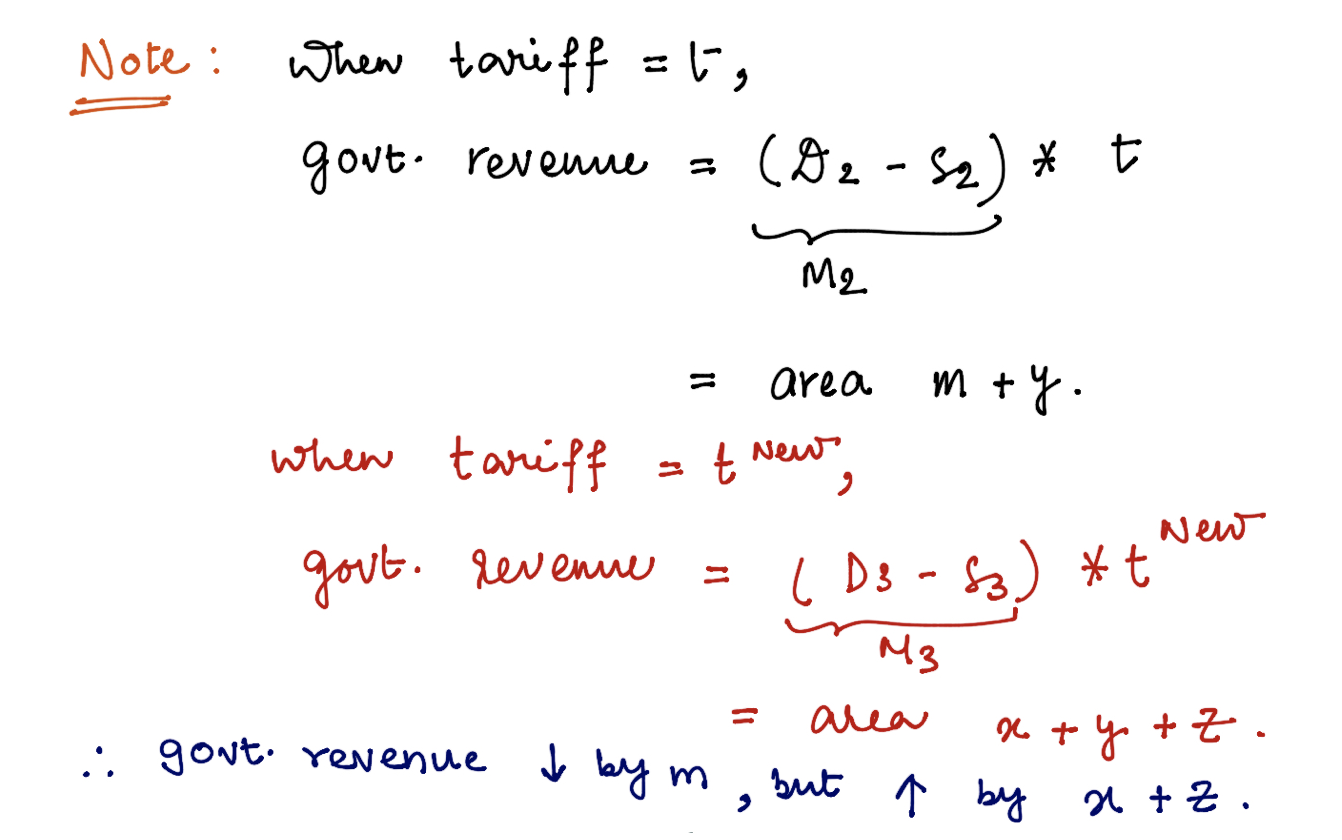 Note: When tariff = t,
govt. revenue = (D2 - S2) * t
M2
= area m + y.
when tariff = t New,
govt. revenue = (D3 - S3) * t New
M3
= area x + y + z.
∴ govt. revenue ↓ by m, but ↑ by x + z.